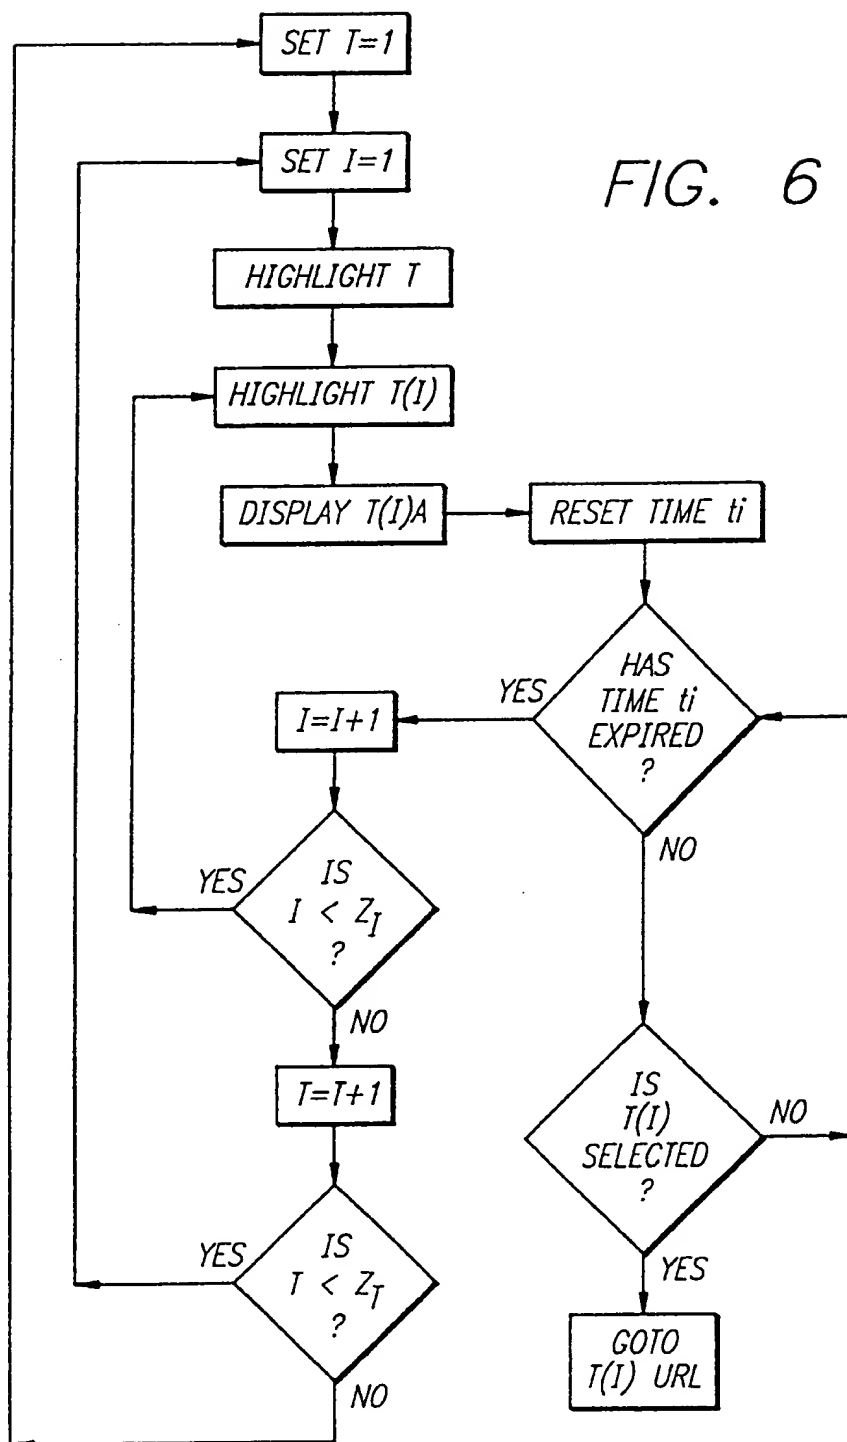 SET T=1
SET I=1
FIG. 6
HIGHLIGHT T
HIGHLIGHT T(I)
DISPLAY T(I)A
RESET TIME ti
HAS
TIME ti
EXPIRED
?
YES
NO
I=I+1
IS
I < Z_I
?
YES
NO
T=T+1
IS
T(I)
SELECTED
?
NO
YES
IS
T < Z_T
?
YES
NO
GOTO
T(I) URL